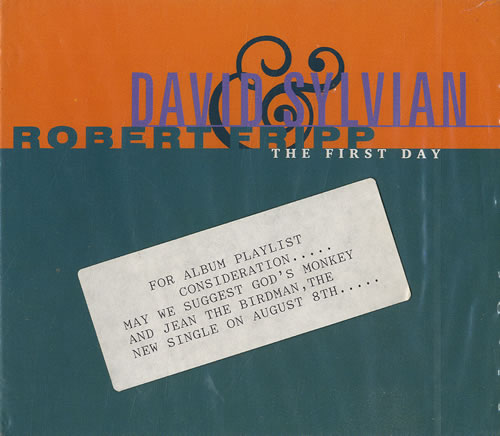 DAVID SYLVIAN
&
ROBERT FRIPP
THE FIRST DAY
FOR ALBUM PLAYLIST
CONSIDERATION.....
MAY WE SUGGEST GOD'S MONKEY
AND JEAN THE BIRDMAN,THE
NEW SINGLE ON AUGUST 8TH.....